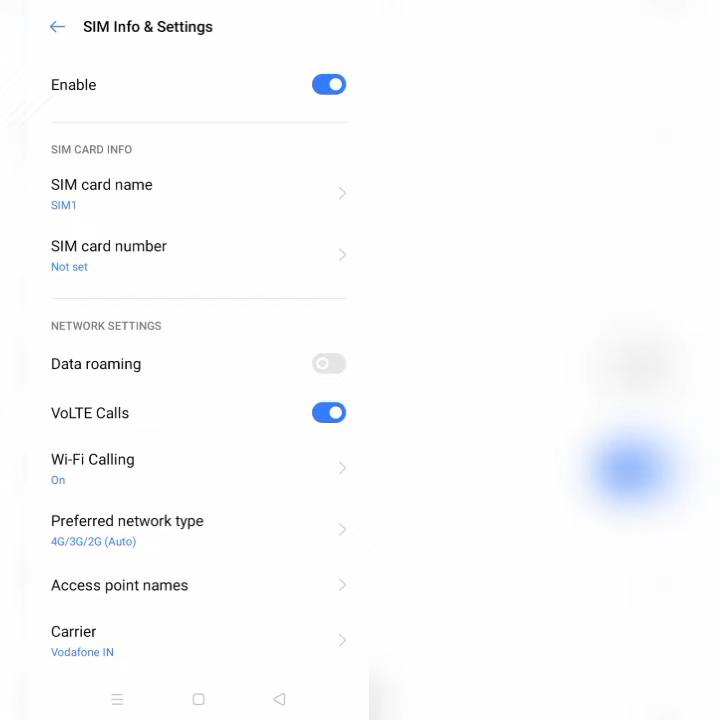 SIM Info & Settings
Enable
SIM CARD INFO
SIM card name
SIM1
SIM card number
Not set
NETWORK SETTINGS
Data roaming
VoLTE Calls
Wi-Fi Calling
On
Preferred network type
4G/3G/2G (Auto)
Access point names
Carrier
Vodafone IN